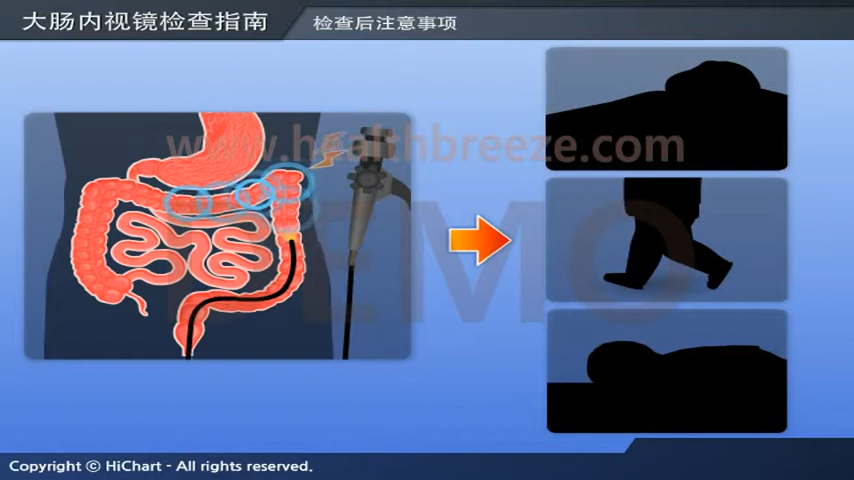 大肠内视镜检查指南
检查后注意事项
www.healthbreeze.com
DEMO
Copyright ⓒ HiChart - All rights reserved.